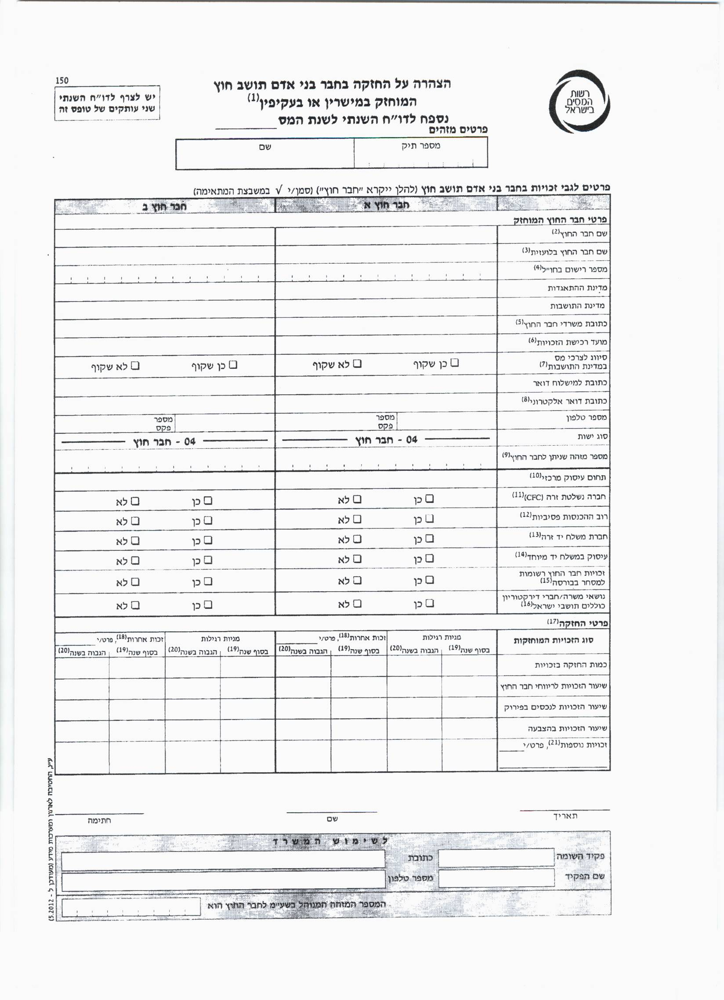 רשות
המסים
בישראל
150
יש לצרף לדו"ח השנתי
שני עותקים של טופס זה
הצהרה על החזקה בחבר בני אדם תושב חוץ
המוחזק במישרין או בעקיפין(1)
נספח לדו"ח השנתי לשנת המס
פרטים מזהים
מספר תיק שם
פרטים לגבי זכויות בחבר בני אדם תושב חוץ (להלן ייקרא "חבר חוץ") (סמן/י √ במשבצת המתאימה)
חבר חוץ א חבר חוץ ב
פרטי חבר החוץ המוחזק
שם חבר החוץ(2)
שם חבר החוץ בלועזית(3)
מספר רישום בחו"ל(4)
מדינת ההתאגדות
מדינת התושבות
כתובת משרדי חבר החוץ(5)
מועד רכישת הזכויות(6)
סיווג לצרכי מס
במדינת התושבות(7) ❏ כן שקוף ❏ לא שקוף ❏ כן שקוף ❏ לא שקוף
כתובת למישלוח דואר
כתובת דואר אלקטרוני(8)
מספר טלפון מספר פקס מספר פקס
סוג ישות 04 - חבר חוץ 04 - חבר חוץ
מספר מזהה שניתן לחבר החוץ(9)
תחום עיסוק מרכזי(10)
חברה נשלטת זרה (CFC)(11) ❏ כן ❏ לא ❏ כן ❏ לא
רוב ההכנסות פסיביות(12) ❏ כן ❏ לא ❏ כן ❏ לא
חברת משלח יד זרה(13) ❏ כן ❏ לא ❏ כן ❏ לא
עיסוק במשלח יד מיוחד(14) ❏ כן ❏ לא ❏ כן ❏ לא
זכויות חבר החוץ רשומות
למסחר בבורסה(15) ❏ כן ❏ לא ❏ כן ❏ לא
נושאי משרה/חברי דירקטוריון
כוללים תושבי ישראל(16) ❏ כן ❏ לא ❏ כן ❏ לא
פרטי החזקה(17)
סוג הזכויות המוחזקות מניות רגילות זכות אחרות(18), פרט/י מניות רגילות זכות אחרות(18), פרט/י
בסוף שנה(19) הגבוה בשנה(20) בסוף שנה(19) הגבוה בשנה(20) בסוף שנה(19) הגבוה בשנה(20) בסוף שנה(19) הגבוה בשנה(20)
כמות החזקה בזכויות
שיעור הזכויות לריווחי חבר החוץ
שיעור הזכויות לנכסים בפירוק
שיעור הזכויות בהצבעה
זכויות נוספות(21), פרט/י
תאריך שם חתימה
לשימוש המשרד
פקיד השומה כתובת
שם הפקיד מספר טלפון
המספר המזהה המנוהל בשע"מ לחבר החוץ הוא
ע"י החטיבה לארגון ומערכות מידע (מעודכן ל - 5.2012)